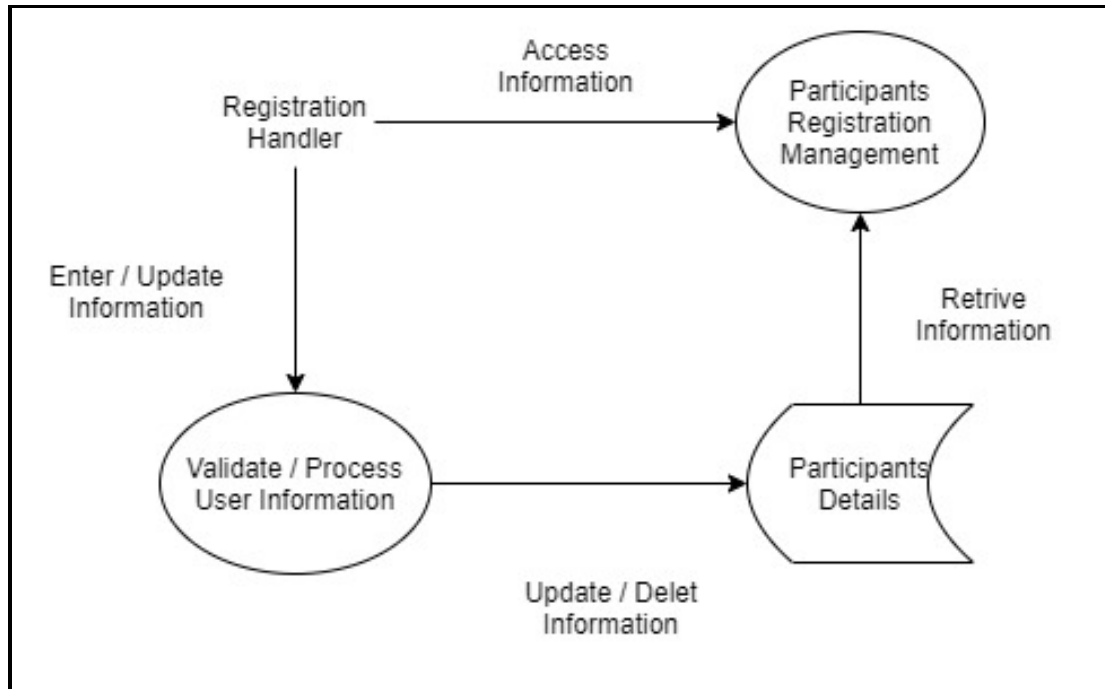 Access
Information
Registration
Handler
Participants
Registration
Management
Enter / Update
Information
Retrive
Information
Validate / Process
User Information
Participants
Details
Update / Delet
Information